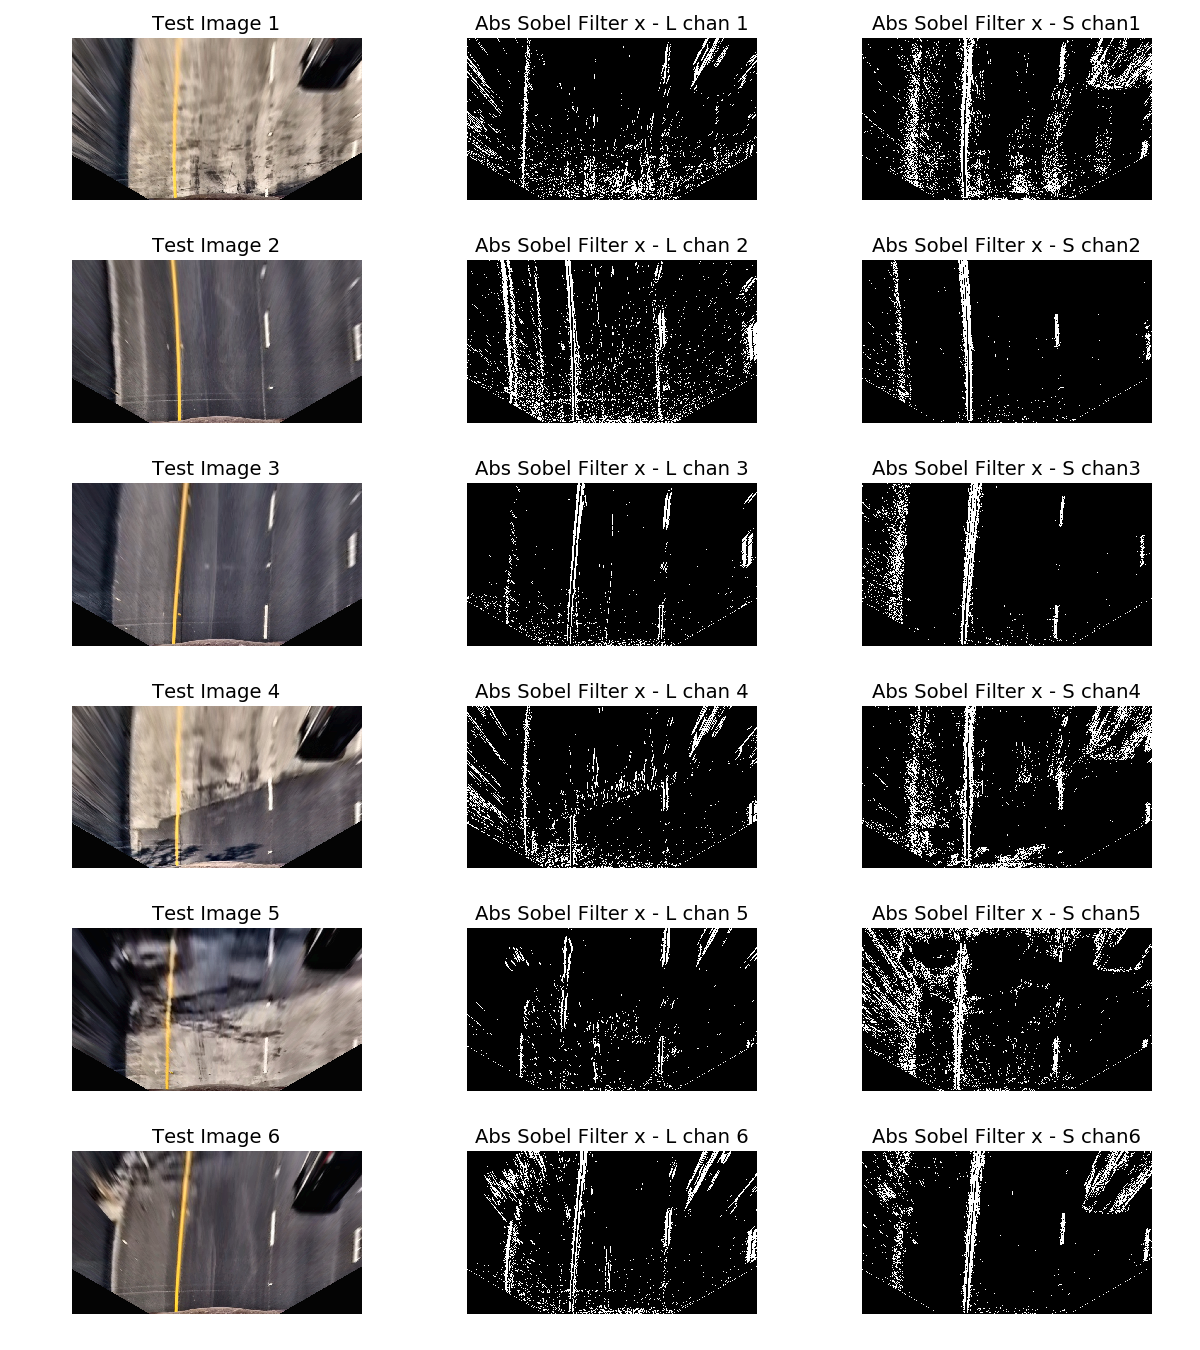 Test Image 1
Abs Sobel Filter x - L chan 1
Abs Sobel Filter x - S chan1
Test Image 2
Abs Sobel Filter x - L chan 2
Abs Sobel Filter x - S chan2
Test Image 3
Abs Sobel Filter x - L chan 3
Abs Sobel Filter x - S chan3
Test Image 4
Abs Sobel Filter x - L chan 4
Abs Sobel Filter x - S chan4
Test Image 5
Abs Sobel Filter x - L chan 5
Abs Sobel Filter x - S chan5
Test Image 6
Abs Sobel Filter x - L chan 6
Abs Sobel Filter x - S chan6